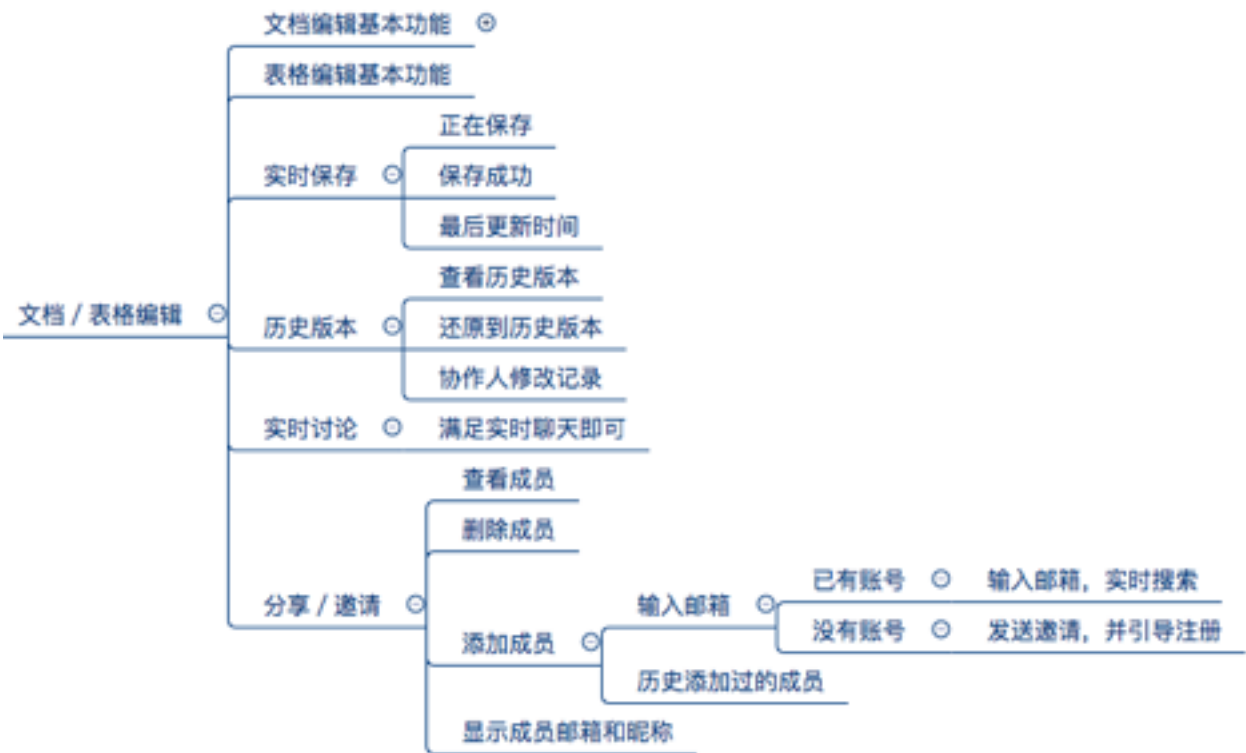 文档编辑基本功能
表格编辑基本功能
正在保存
实时保存
保存成功
最后更新时间
查看历史版本
文档 / 表格编辑
历史版本
还原到历史版本
协作人修改记录
实时讨论
满足实时聊天即可
查看成员
删除成员
分享 / 邀请
添加成员
输入邮箱
已有账号
输入邮箱，实时搜索
没有账号
发送邀请，并引导注册
历史添加过的成员
显示成员邮箱和昵称